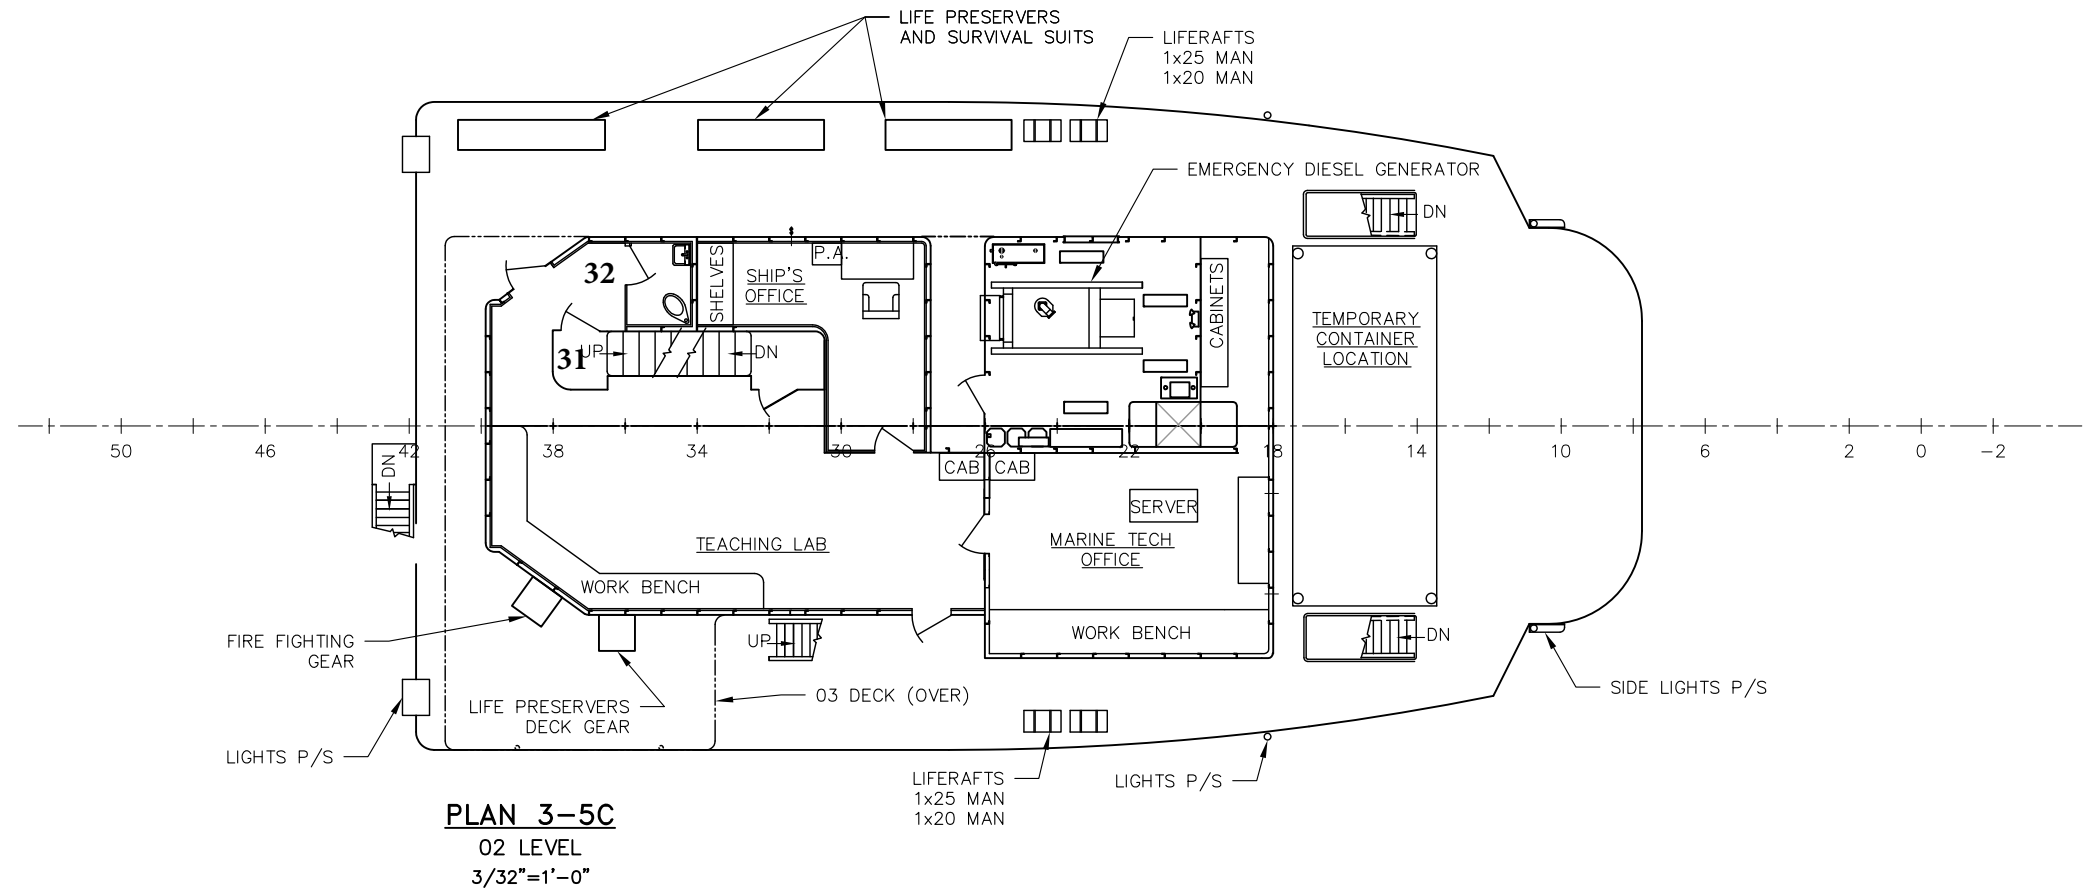 LIFE PRESERVERS
AND SURVIVAL SUITS
LIFERAFTS
1x25 MAN
1x20 MAN
EMERGENCY DIESEL GENERATOR
DN
32
SHELVES
P.A.
SHIP'S
OFFICE
CABINETS
TEMPORARY
CONTAINER
LOCATION
31
UP
DN
50
46
42
38
34
30
26
22
18
14
10
6
2
0
-2
DN
CAB
CAB
SERVER
TEACHING LAB
MARINE TECH
OFFICE
WORK BENCH
WORK BENCH
UP
DN
FIRE FIGHTING
GEAR
LIFE PRESERVERS
DECK GEAR
03 DECK (OVER)
SIDE LIGHTS P/S
LIGHTS P/S
LIFERAFTS
1x25 MAN
1x20 MAN
LIGHTS P/S
PLAN 3-5C
02 LEVEL
3/32"=1'-0"